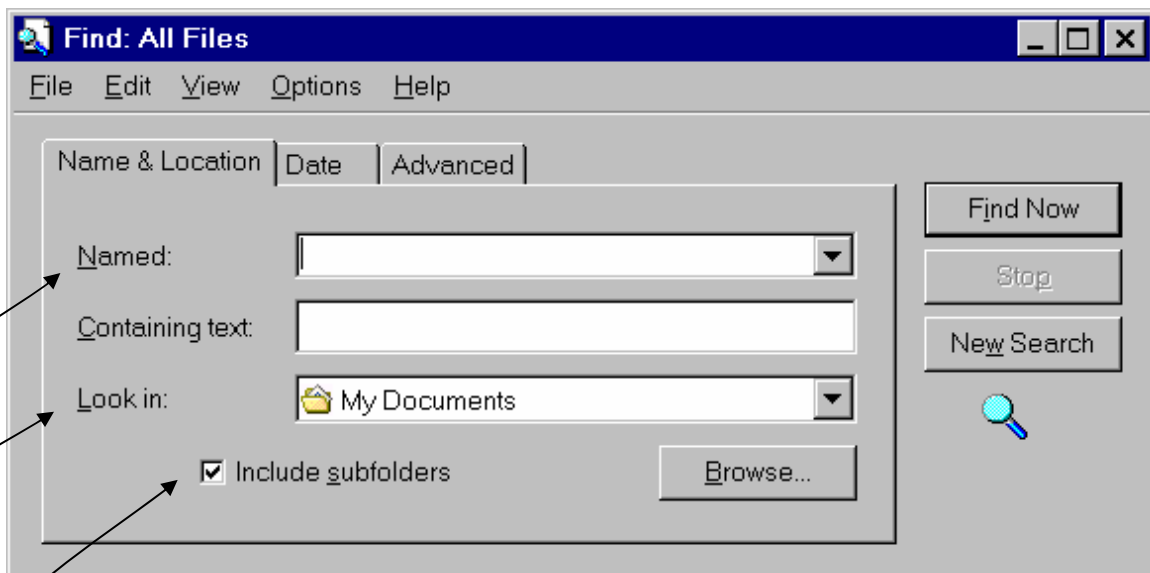 Find: All Files
File Edit View Options Help
Name & Location Date Advanced
Find Now
Named:
Stop
Containing text:
New Search
Look in: My Documents
Include subfolders Browse...